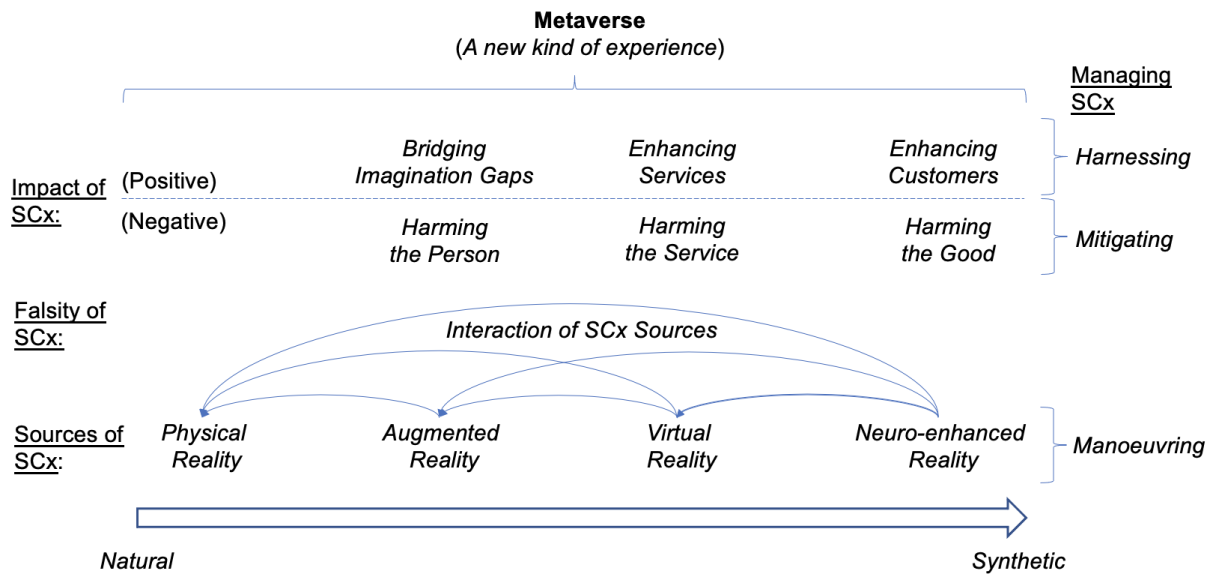 Metaverse
(A new kind of experience)
Managing
SCx
Bridging
Imagination Gaps
Enhancing
Services
Enhancing
Customers
Harnessing
Impact of
SCx:
(Positive)
(Negative)
Harming
the Person
Harming
the Service
Harming
the Good
Mitigating
Falsity of
SCx:
Interaction of SCx Sources
Sources of
SCx:
Physical
Reality
Augmented
Reality
Virtual
Reality
Neuro-enhanced
Reality
Manoeuvring
Natural
Synthetic